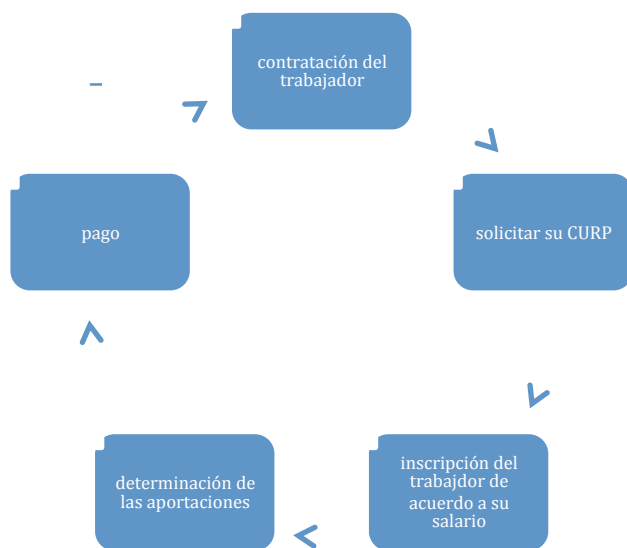 contratación del
trabajador
solicitar su CURP
inscripción del
trabajdor de
acuerdo a su
salario
determinación de
las aportaciones
pago